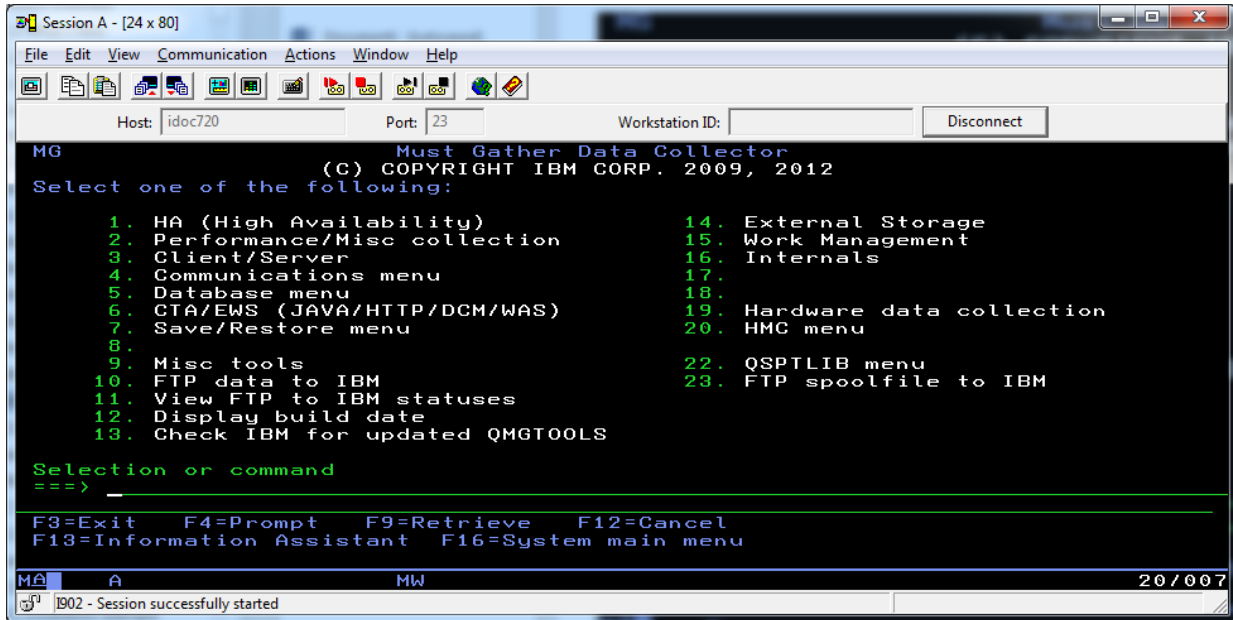 Session A - [24 x 80]
File Edit View Communication Actions Window Help
Host: idoc720 Port: 23 Workstation ID: Disconnect
MG Must Gather Data Collector
(C) COPYRIGHT IBM CORP. 2009, 2012
Select one of the following:
1. HA (High Availability) 14. External Storage
2. Performance/Misc collection 15. Work Management
3. Client/Server 16. Internals
4. Communications menu 17.
5. Database menu 18.
6. CTA/EWS (JAVA/HTTP/DCM/WAS) 19. Hardware data collection
7. Save/Restore menu 20. HMC menu
8.
9. Misc tools 22. QSPTLIB menu
10. FTP data to IBM 23. FTP spoolfile to IBM
11. View FTP to IBM statuses
12. Display build date
13. Check IBM for updated QMGTOOLS
Selection or command
===>
F3=Exit F4=Prompt F9=Retrieve F12=Cancel
F13=Information Assistant F16=System main menu
MA A MW 20/007
I902 - Session successfully started